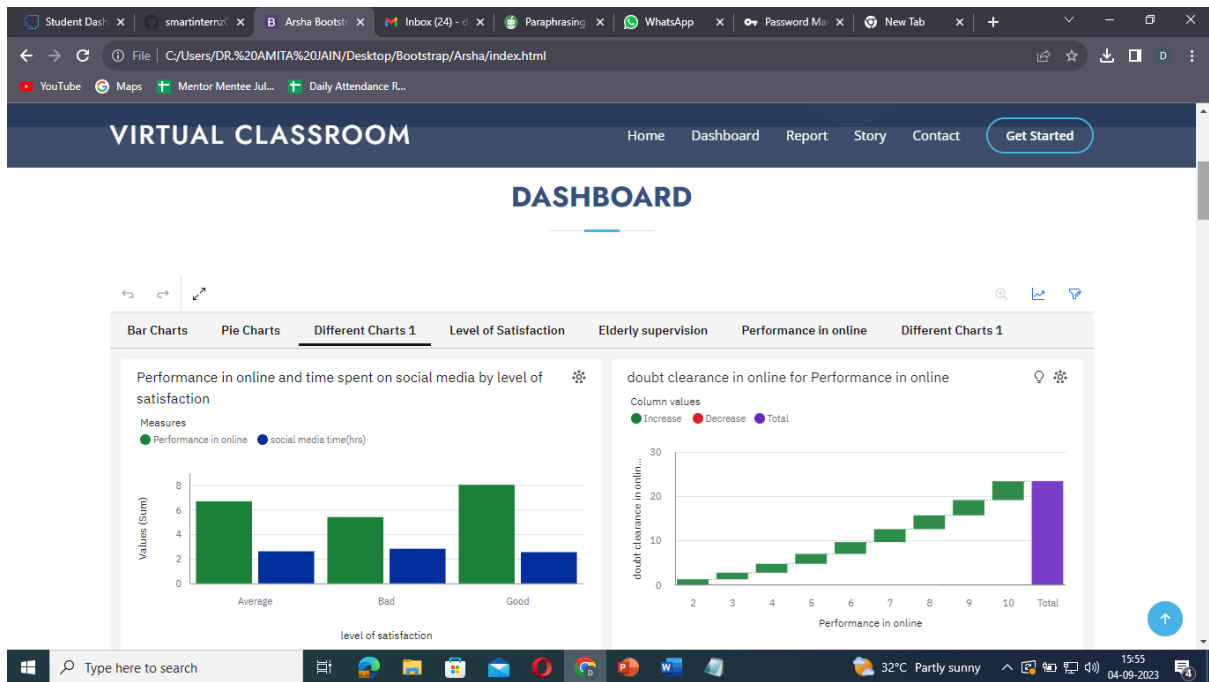 Student Dash
smartinternz0
Arsha Bootst
Inbox (24) - d
Paraphrasing
WhatsApp
Password Ma
New Tab
File | C:/Users/DR.%20AMITA%20JAIN/Desktop/Bootstrap/Arsha/index.html
D
YouTube
Maps
Mentor Mentee Jul...
Daily Attendance R...
VIRTUAL CLASSROOM
Home Dashboard Report Story Contact Get Started
DASHBOARD
Bar Charts Pie Charts Different Charts 1 Level of Satisfaction Elderly supervision Performance in online Different Charts 1
Performance in online and time spent on social media by level of
satisfaction
Measures
Performance in online social media time(hrs)
Values (Sum)
8
6
4
2
0
Average Bad Good
level of satisfaction
doubt clearance in online for Performance in online
Column values
Increase Decrease Total
doubt clearance in onlin...
30
20
10
0
2 3 4 5 6 7 8 9 10 Total
Performance in online
Type here to search
32°C Partly sunny
15:55
04-09-2023
4